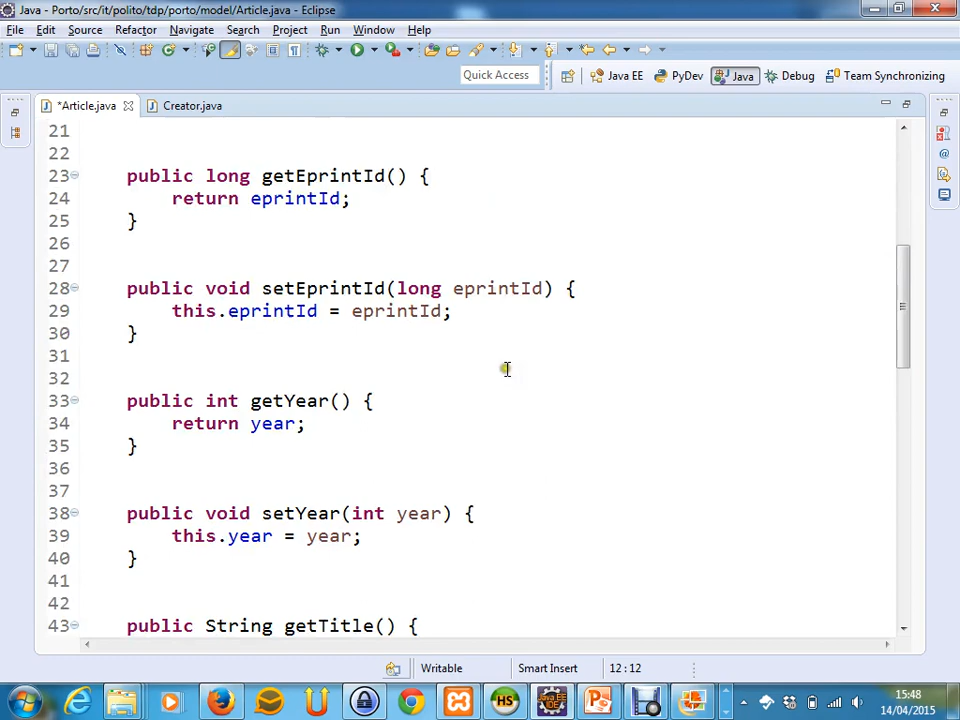 Java - Porto/src/it/polito/tdp/porto/model/Article.java - Eclipse
File Edit Source Refactor Navigate Search Project Run Window Help
Quick Access Java EE PyDev Java Debug Team Synchronizing
*Article.java Creator.java
21
22
23 public long getEprintId() {
24 return eprintId;
25 }
26
27
28 public void setEprintId(long eprintId) {
29 this.eprintId = eprintId;
30 }
31
32
33 public int getYear() {
34 return year;
35 }
36
37
38 public void setYear(int year) {
39 this.year = year;
40 }
41
42
43 public String getTitle() {
Writable Smart Insert 12 : 12
15:48
14/04/2015